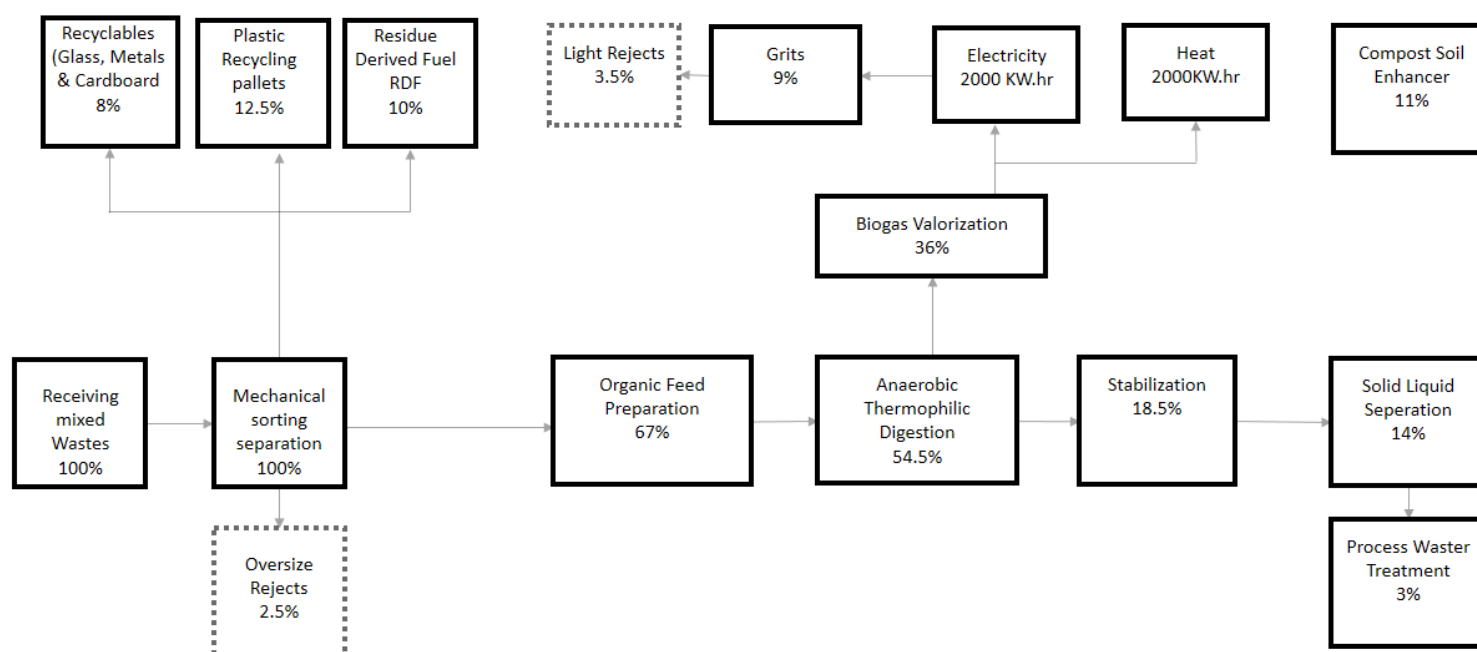 Recyclables
(Glass, Metals
& Cardboard
8%
Plastic
Recycling
pallets
12.5%
Residue
Derived Fuel
RDF
10%
Light Rejects
3.5%
Grits
9%
Electricity
2000 KW.hr
Heat
2000KW.hr
Compost Soil
Enhancer
11%
Biogas Valorization
36%
Receiving
mixed
Wastes
100%
Mechanical
sorting
separation
100%
Organic Feed
Preparation
67%
Anaerobic
Thermophilic
Digestion
54.5%
Stabilization
18.5%
Solid Liquid
Seperation
14%
Oversize
Rejects
2.5%
Process Waster
Treatment
3%